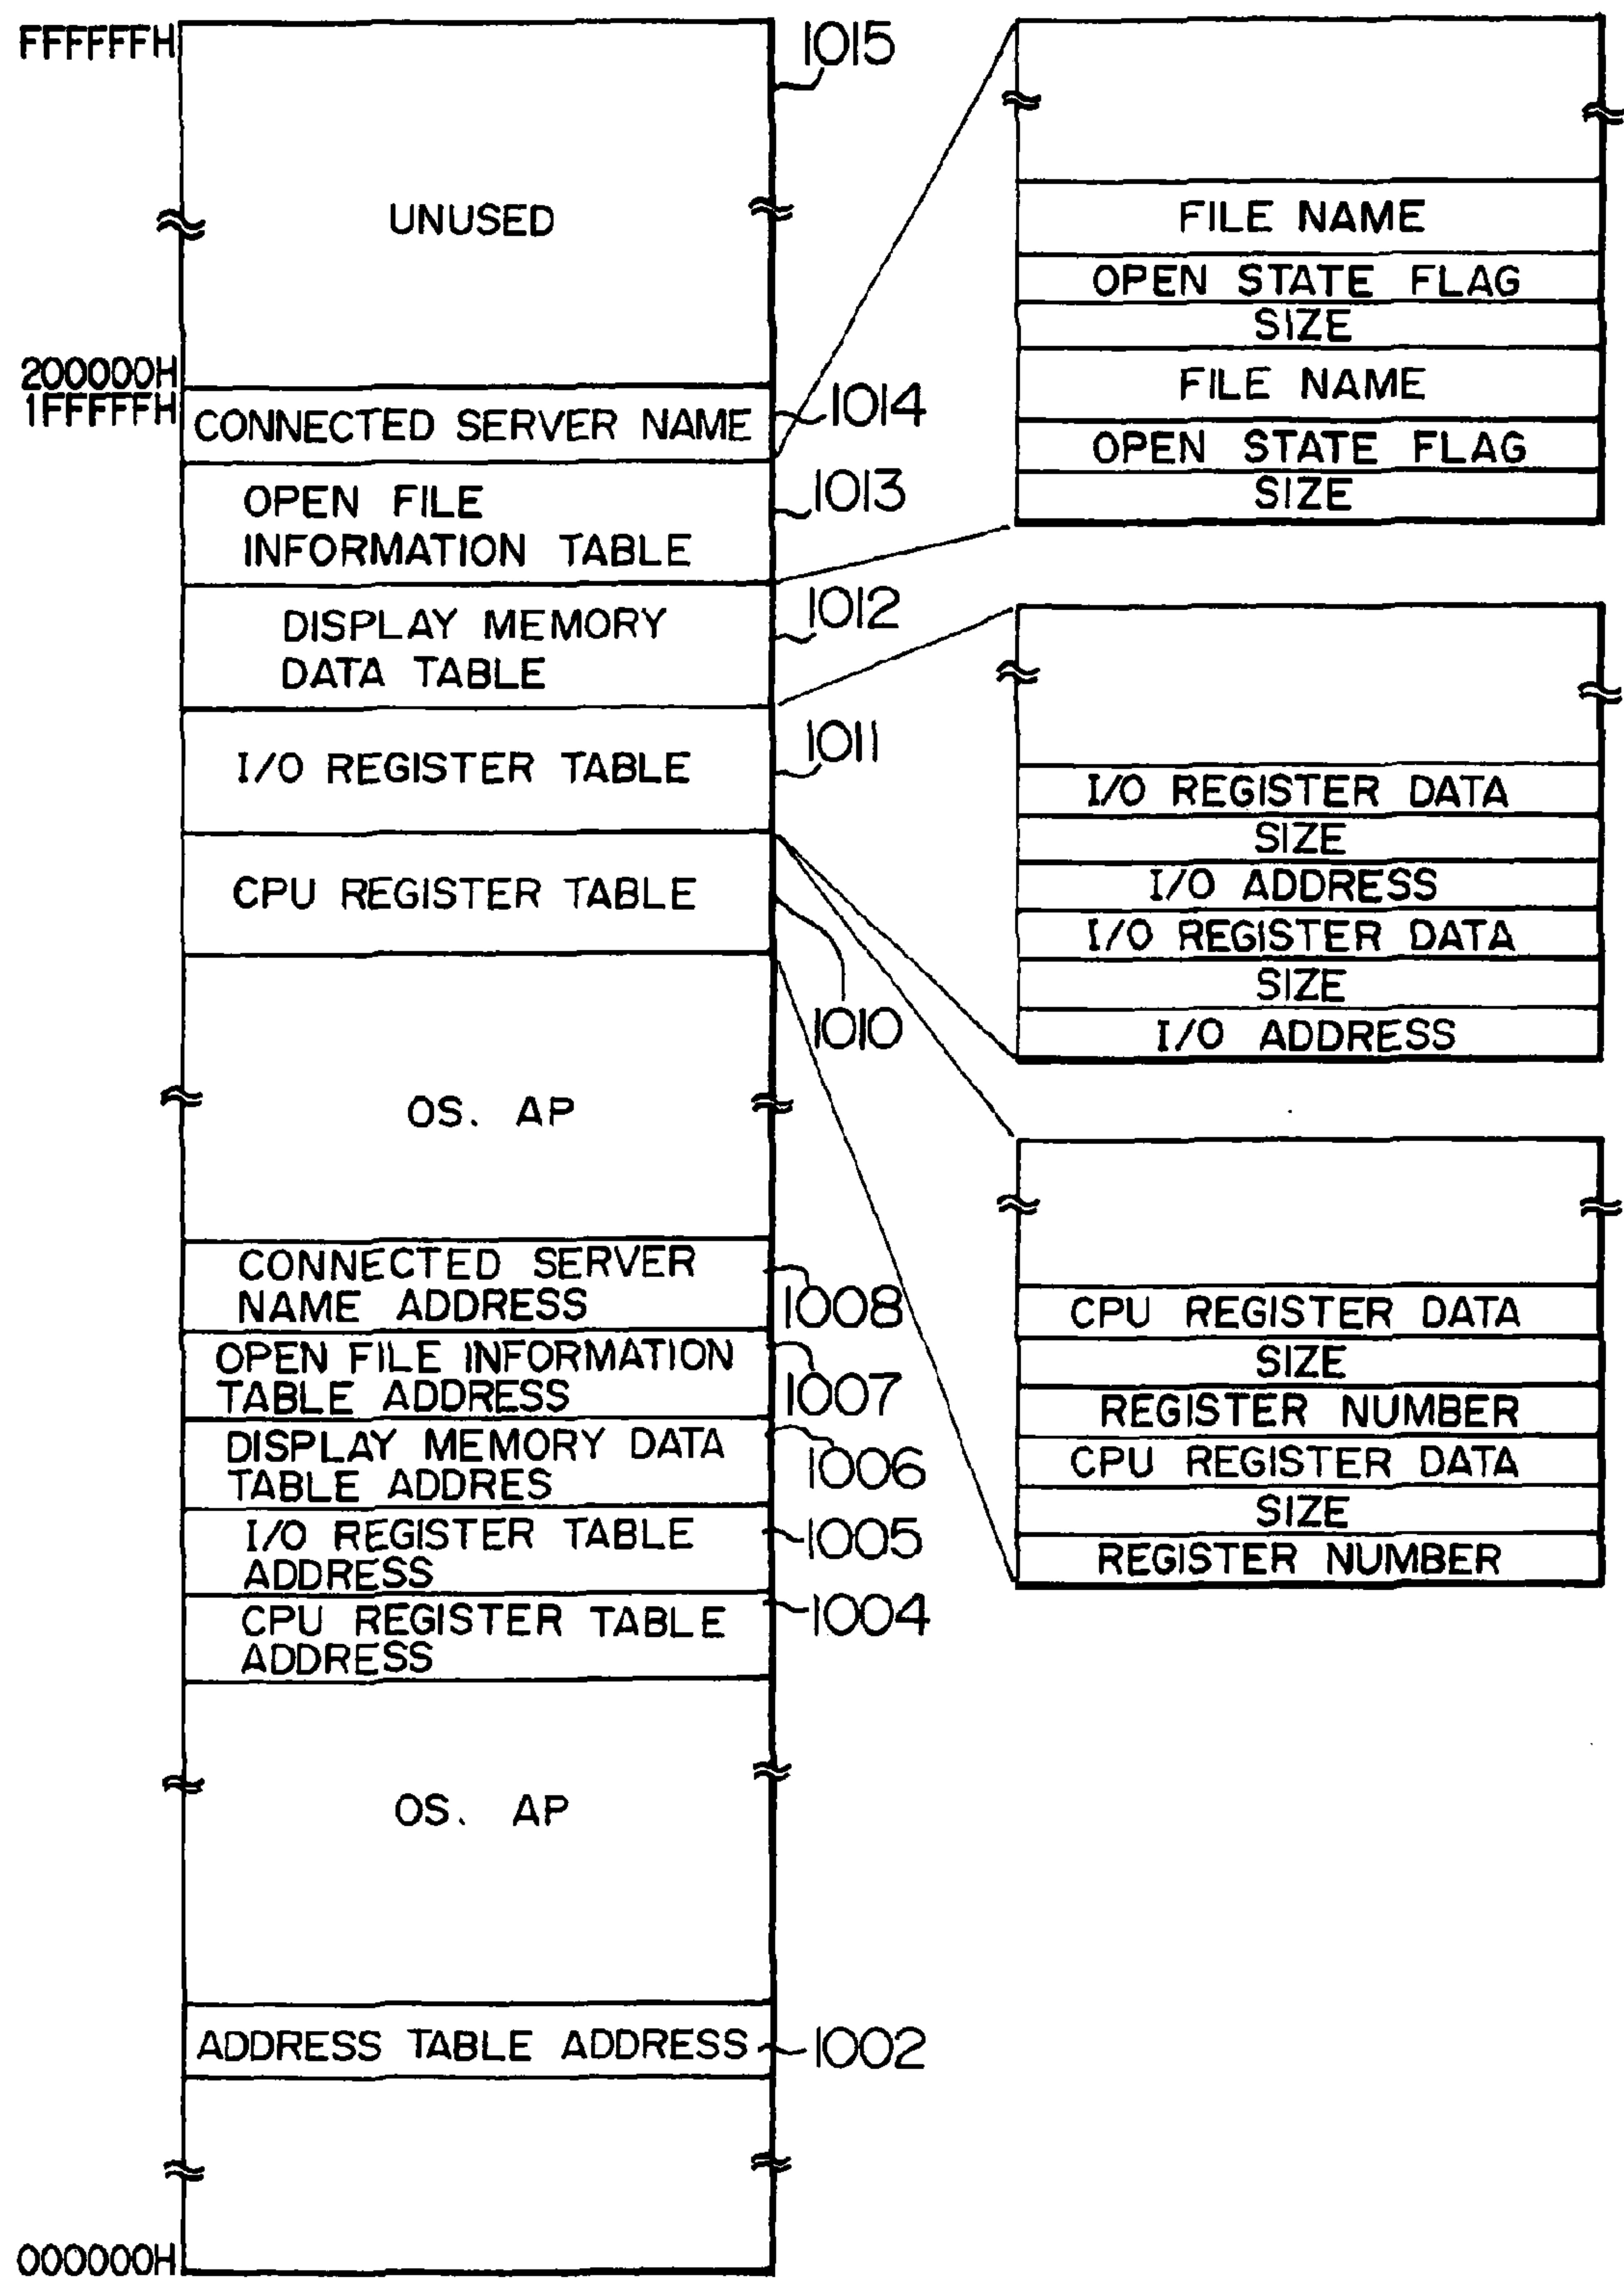 FFFFFFH
1015
UNUSED
200000H
1FFFFFH
CONNECTED SERVER NAME
1014
OPEN FILE
INFORMATION TABLE
1013
DISPLAY MEMORY
DATA TABLE
1012
I/O REGISTER TABLE
1011
CPU REGISTER TABLE
1010
OS. AP
CONNECTED SERVER
NAME ADDRESS
1008
OPEN FILE INFORMATION
TABLE ADDRESS
1007
DISPLAY MEMORY DATA
TABLE ADDRES
1006
I/O REGISTER TABLE
ADDRESS
1005
CPU REGISTER TABLE
ADDRESS
1004
OS. AP
ADDRESS TABLE ADDRESS
1002
000000H
FILE NAME
OPEN STATE FLAG
SIZE
FILE NAME
OPEN STATE FLAG
SIZE
I/O REGISTER DATA
SIZE
I/O ADDRESS
I/O REGISTER DATA
SIZE
I/O ADDRESS
CPU REGISTER DATA
SIZE
REGISTER NUMBER
CPU REGISTER DATA
SIZE
REGISTER NUMBER